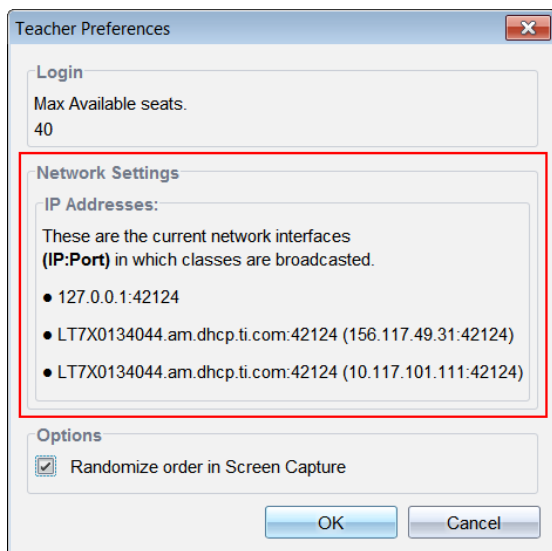 Teacher Preferences
Login
Max Available seats.
40
Network Settings
IP Addresses:
These are the current network interfaces
(IP:Port) in which classes are broadcasted.
● 127.0.0.1:42124
● LT7X0134044.am.dhcp.ti.com:42124 (156.117.49.31:42124)
● LT7X0134044.am.dhcp.ti.com:42124 (10.117.101.111:42124)
Options
Randomize order in Screen Capture
OK Cancel